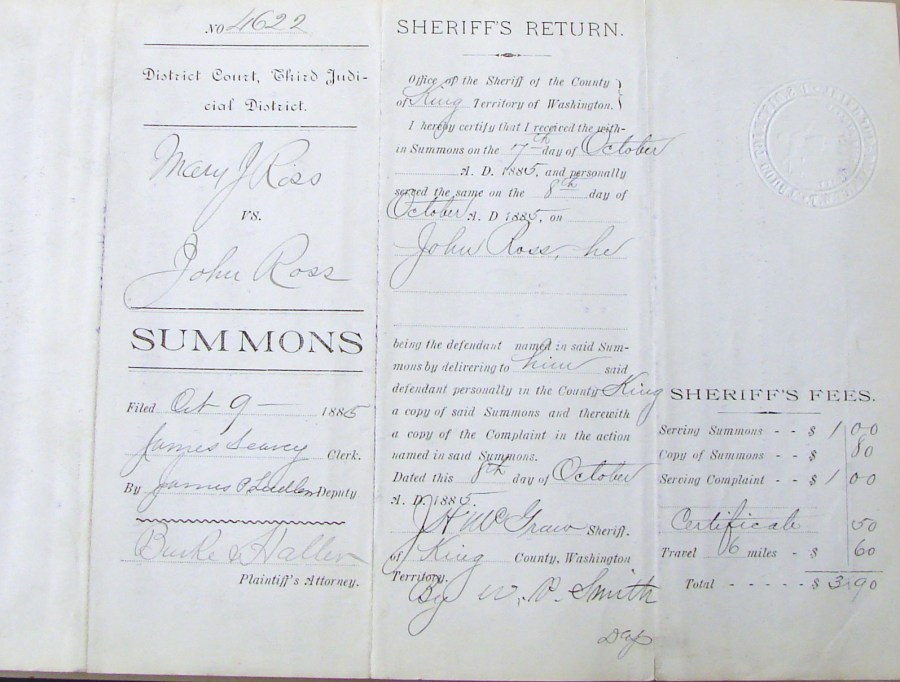 NO 4622
District Court, Third Judi-
cial District.
Mary J Ross
VS.
John Ross
SUMMONS
Filed Oct 9 — 1885
James Seavey Clerk.
By James P. Ludlow Deputy
Burke & Haller
Plaintiff's Attorney.
SHERIFF'S RETURN.
Office of the Sheriff of the County
of King Territory of Washington.
I hereby certify that I received the with-
in Summons on the 7th day of October
A. D. 1885, and personally
served the same on the 8th day of
October A. D 1885, on
John Ross, he
being the defendant named in said Sum-
mons by delivering to him said
defendant personally in the County King
a copy of said Summons and therewith
a copy of the Complaint in the action
named in said Summons.
Dated this 8th day of October
A. D. 1885.
J H McGraw Sheriff.
of King County, Washington
Territory.
By W. P. Smith
Dep
SHERIFF'S FEES.
Serving Summons - - $ 1 00
Copy of Summons - - $ 80
Serving Complaint - - $ 1 00
Certificate 50
Travel 6 miles - $ 60
Total - - - - - $ 3.90